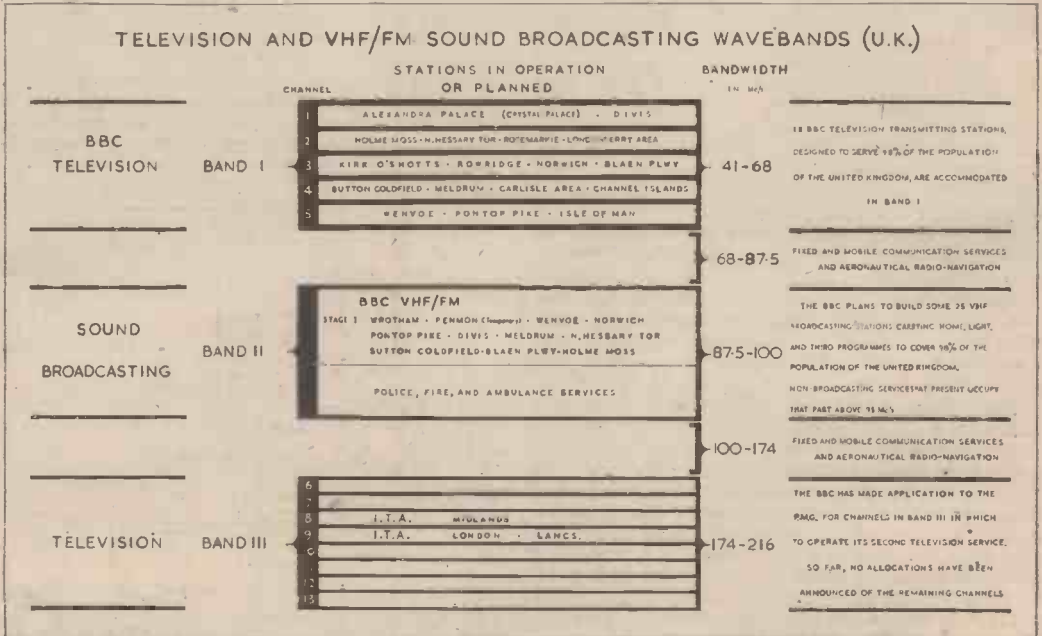 TELEVISION AND VHF/FM SOUND BROADCASTING WAVEBANDS (U.K.)
CHANNEL
STATIONS IN OPERATION
OR PLANNED
BANDWIDTH
IN Mc/s
BBC
TELEVISION
BAND I
1 ALEXANDRA PALACE (CRYSTAL PALACE) · DIVIS
2 HOLME MOSS · N.HESSARY TOR · ROSEMARKIE · LONDONDERRY AREA
3 KIRK O'SHOTTS · ROWRIDGE · NORWICH · BLAEN PLWY
4 SUTTON COLDFIELD · MELDRUM · CARLISLE AREA · CHANNEL ISLANDS
5 WENVOE · PONTOP PIKE · ISLE OF MAN
41-68
BBC TELEVISION TRANSMITTING STATIONS,
DESIGNED TO SERVE 98% OF THE POPULATION
OF THE UNITED KINGDOM, ARE ACCOMMODATED
IN BAND I
68-87·5
FIXED AND MOBILE COMMUNICATION SERVICES
AND AERONAUTICAL RADIO-NAVIGATION
SOUND
BROADCASTING
BAND II
BBC VHF/FM
STAGE I WROTHAM · PENMON (Temporary) · WENVOE · NORWICH
PONTOP PIKE · DIVIS · MELDRUM · N.HESSARY TOR
SUTTON COLDFIELD · BLAEN PLWY · HOLME MOSS
POLICE, FIRE, AND AMBULANCE SERVICES
87·5-100
THE BBC PLANS TO BUILD SOME 25 VHF
BROADCASTING STATIONS CARRYING HOME, LIGHT,
AND THIRD PROGRAMMES TO COVER 98% OF THE
POPULATION OF THE UNITED KINGDOM.
NON-BROADCASTING SERVICES AT PRESENT OCCUPY
THAT PART ABOVE 95 Mc/s
100-174
FIXED AND MOBILE COMMUNICATION SERVICES
AND AERONAUTICAL RADIO-NAVIGATION
TELEVISION
BAND III
6
7
8 I.T.A. MIDLANDS
9 I.T.A. LONDON · LANCS.
12
13
174-216
THE BBC HAS MADE APPLICATION TO THE
P.M.G. FOR CHANNELS IN BAND III IN WHICH
TO OPERATE ITS SECOND TELEVISION SERVICE.
SO FAR, NO ALLOCATIONS HAVE BEEN
ANNOUNCED OF THE REMAINING CHANNELS